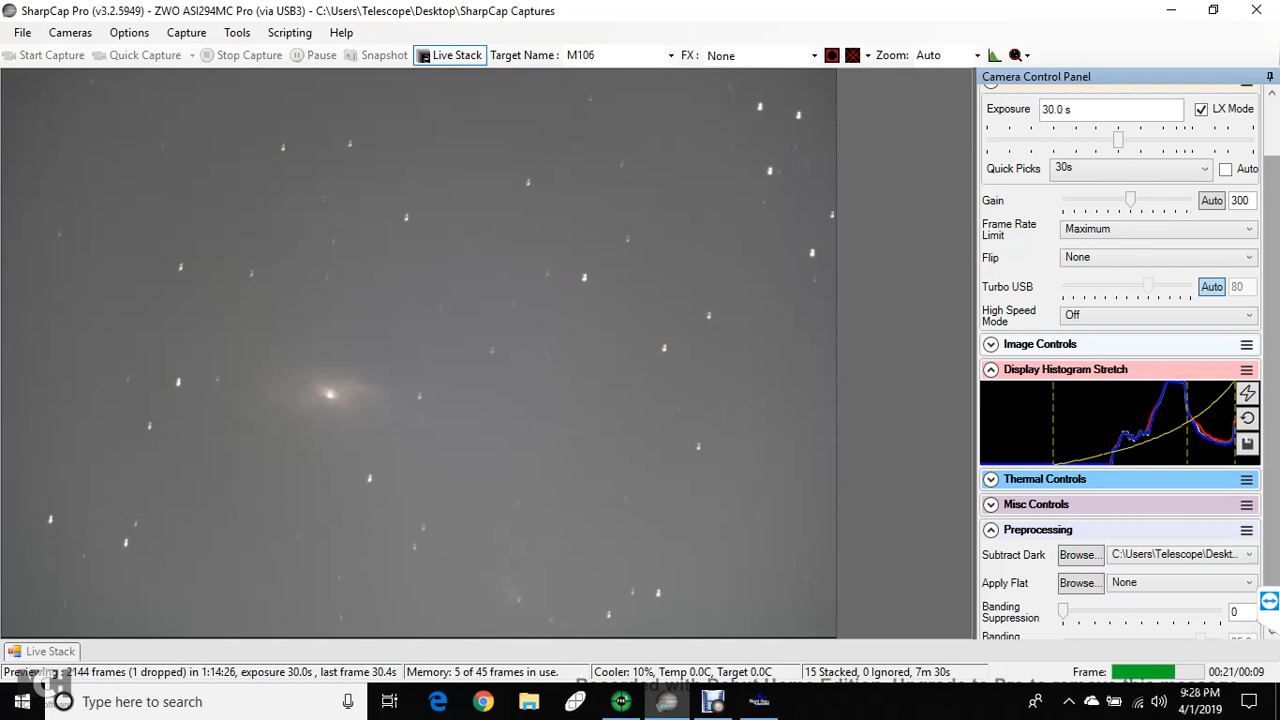 SharpCap Pro (v3.2.5949) - ZWO ASI294MC Pro (via USB3) - C:\Users\Telescope\Desktop\SharpCap Captures
File Cameras Options Capture Tools Scripting Help
Start Capture Quick Capture Stop Capture Pause Snapshot Live Stack Target Name : M106 FX : None Zoom: Auto
Camera Control Panel
Exposure 30.0 s LX Mode
Quick Picks 30s Auto
Gain Auto 300
Frame Rate Limit Maximum
Flip None
Turbo USB Auto 80
High Speed Mode Off
Image Controls
Display Histogram Stretch
Thermal Controls
Misc Controls
Preprocessing
Subtract Dark Browse... C:\Users\Telescope\Deskt...
Apply Flat Browse... None
Banding Suppression 0
Banding
Live Stack
Previewing : 2144 frames (1 dropped) in 1:14:26, exposure 30.0s, last frame 30.4s Memory: 5 of 45 frames in use. Cooler: 10%, Temp 0.0C, Target 0.0C 15 Stacked, 0 Ignored, 7m 30s Frame: 00:21/00:09
Type here to search
9:28 PM
4/1/2019